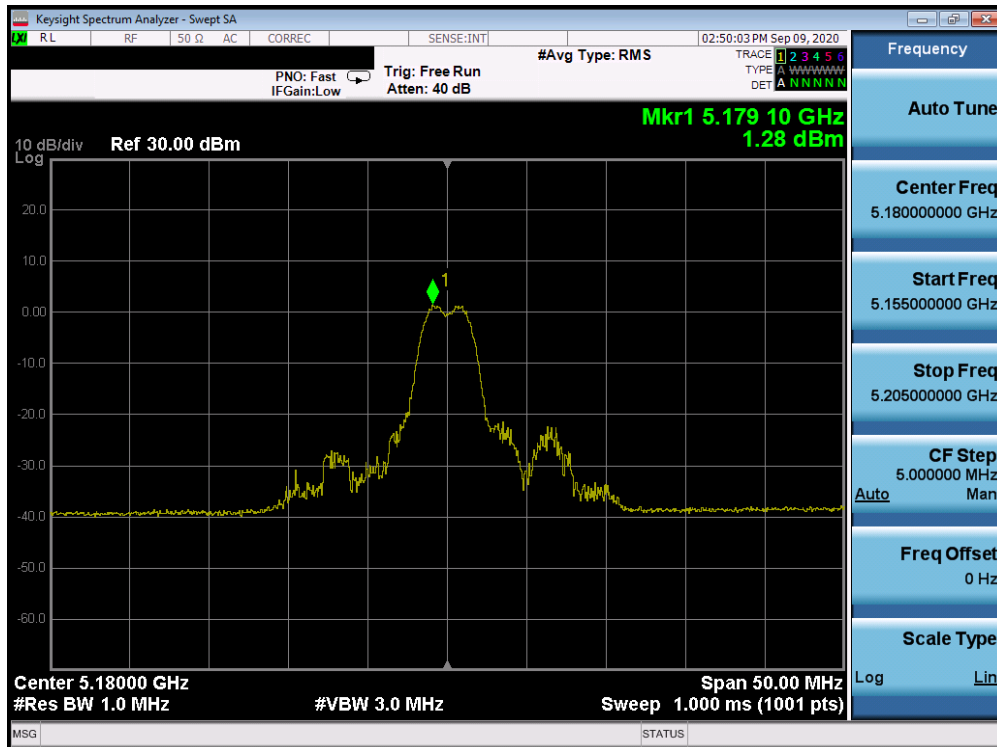 Keysight Spectrum Analyzer - Swept SA
LXI RL RF 50 Ω AC CORREC SENSE:INT 02:50:03 PM Sep 09, 2020
PNO: Fast
IFGain:Low
Trig: Free Run
Atten: 40 dB
#Avg Type: RMS
TRACE 1 2 3 4 5 6
TYPE A WWWWW
DET A N N N N N
Mkr1 5.179 10 GHz
1.28 dBm
10 dB/div Ref 30.00 dBm
Log
20.0
10.0
0.00
-10.0
-20.0
-30.0
-40.0
-50.0
-60.0
1
Center 5.18000 GHz Span 50.00 MHz
#Res BW 1.0 MHz #VBW 3.0 MHz Sweep 1.000 ms (1001 pts)
MSG STATUS
Frequency
Auto Tune
Center Freq
5.180000000 GHz
Start Freq
5.155000000 GHz
Stop Freq
5.205000000 GHz
CF Step
5.000000 MHz
Auto Man
Freq Offset
0 Hz
Scale Type
Log Lin